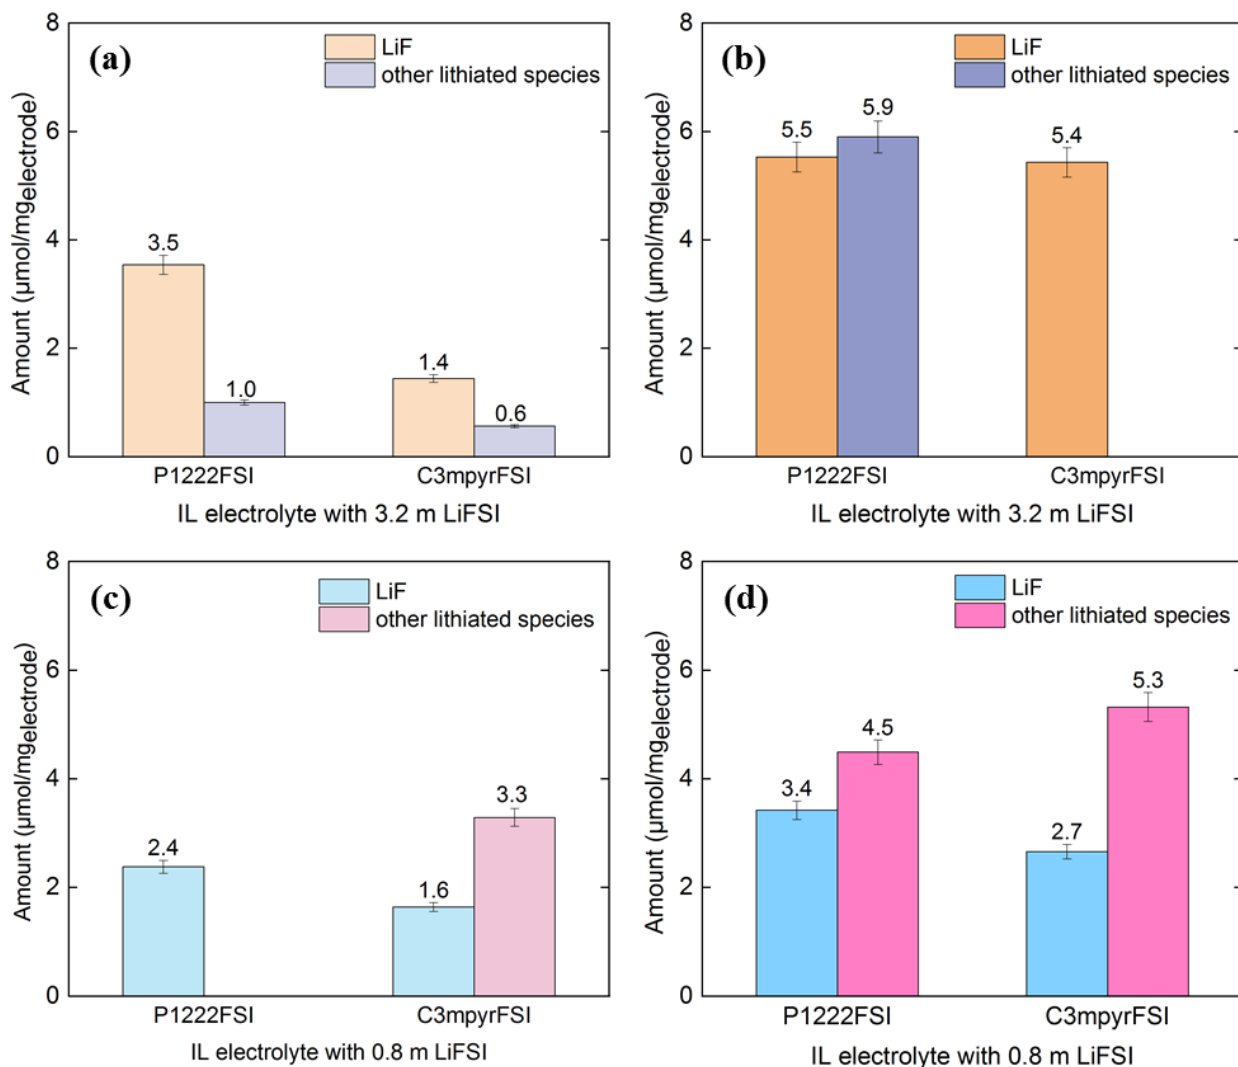 (a)
LiF
other lithiated species
Amount (μmol/mgelectrode)
8
6
4
2
0
3.5
1.0
1.4
0.6
P1222FSI
C3mpyrFSI
IL electrolyte with 3.2 m LiFSI
(b)
LiF
other lithiated species
Amount (μmol/mgelectrode)
8
6
4
2
0
5.5
5.9
5.4
P1222FSI
C3mpyrFSI
IL electrolyte with 3.2 m LiFSI
(c)
LiF
other lithiated species
Amount (μmol/mgelectrode)
8
6
4
2
0
2.4
1.6
3.3
P1222FSI
C3mpyrFSI
IL electrolyte with 0.8 m LiFSI
(d)
LiF
other lithiated species
Amount (μmol/mgelectrode)
8
6
4
2
0
3.4
4.5
2.7
5.3
P1222FSI
C3mpyrFSI
IL electrolyte with 0.8 m LiFSI